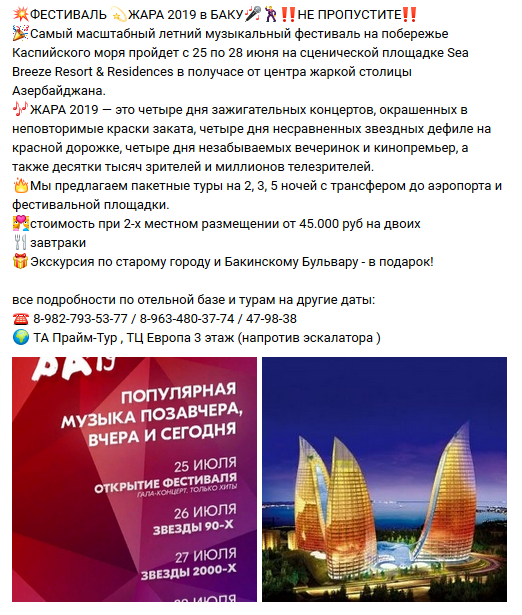 💥ФЕСТИВАЛЬ 💫ЖАРА 2019 в БАКУ🎤🕺‼️НЕ ПРОПУСТИТЕ‼️
🎉Самый масштабный летний музыкальный фестиваль на побережье
Каспийского моря пройдет с 25 по 28 июня на сценической площадке Sea
Breeze Resort & Residences в получасе от центра жаркой столицы
Азербайджана.
🎶ЖАРА 2019 — это четыре дня зажигательных концертов, окрашенных в
неповторимые краски заката, четыре дня несравненных звездных дефиле на
красной дорожке, четыре дня незабываемых вечеринок и кинопремьер, а
также десятки тысяч зрителей и миллионов телезрителей.
🔥Мы предлагаем пакетные туры на 2, 3, 5 ночей с трансфером до аэропорта и
фестивальной площадки.
💏стоимость при 2-х местном размещении от 45.000 руб на двоих
🍴завтраки
🎁Экскурсия по старому городу и Бакинскому Бульвару - в подарок!
все подробности по отельной базе и турам на другие даты:
☎️ 8-982-793-53-77 / 8-963-480-37-74 / 47-98-38
🌍 ТА Прайм-Тур , ТЦ Европа 3 этаж (напротив эскалатора )
ПОПУЛЯРНАЯ
МУЗЫКА ПОЗАВЧЕРА,
ВЧЕРА И СЕГОДНЯ
25 ИЮЛЯ
ОТКРЫТИЕ ФЕСТИВАЛЯ
ГАЛА-КОНЦЕРТ, ТОЛЬКО ХИТЫ
26 ИЮЛЯ
ЗВЕЗДЫ 90-Х
27 ИЮЛЯ
ЗВЕЗДЫ 2000-Х